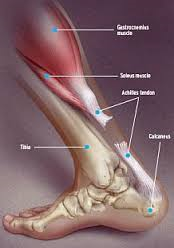 Gastrocnemius
muscle
Soleus muscle
Achilles tendon
Calcaneus
Tibia